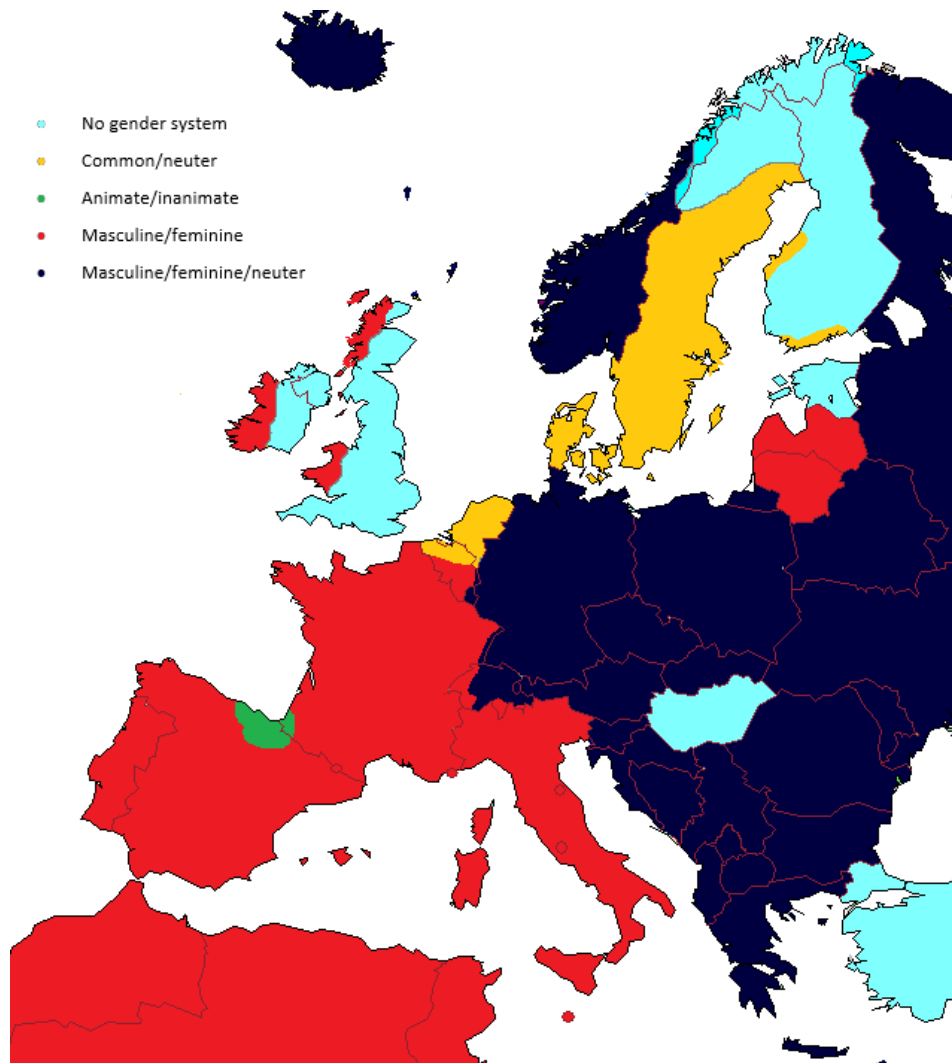 No gender system
Common/neuter
Animate/inanimate
Masculine/feminine
Masculine/feminine/neuter